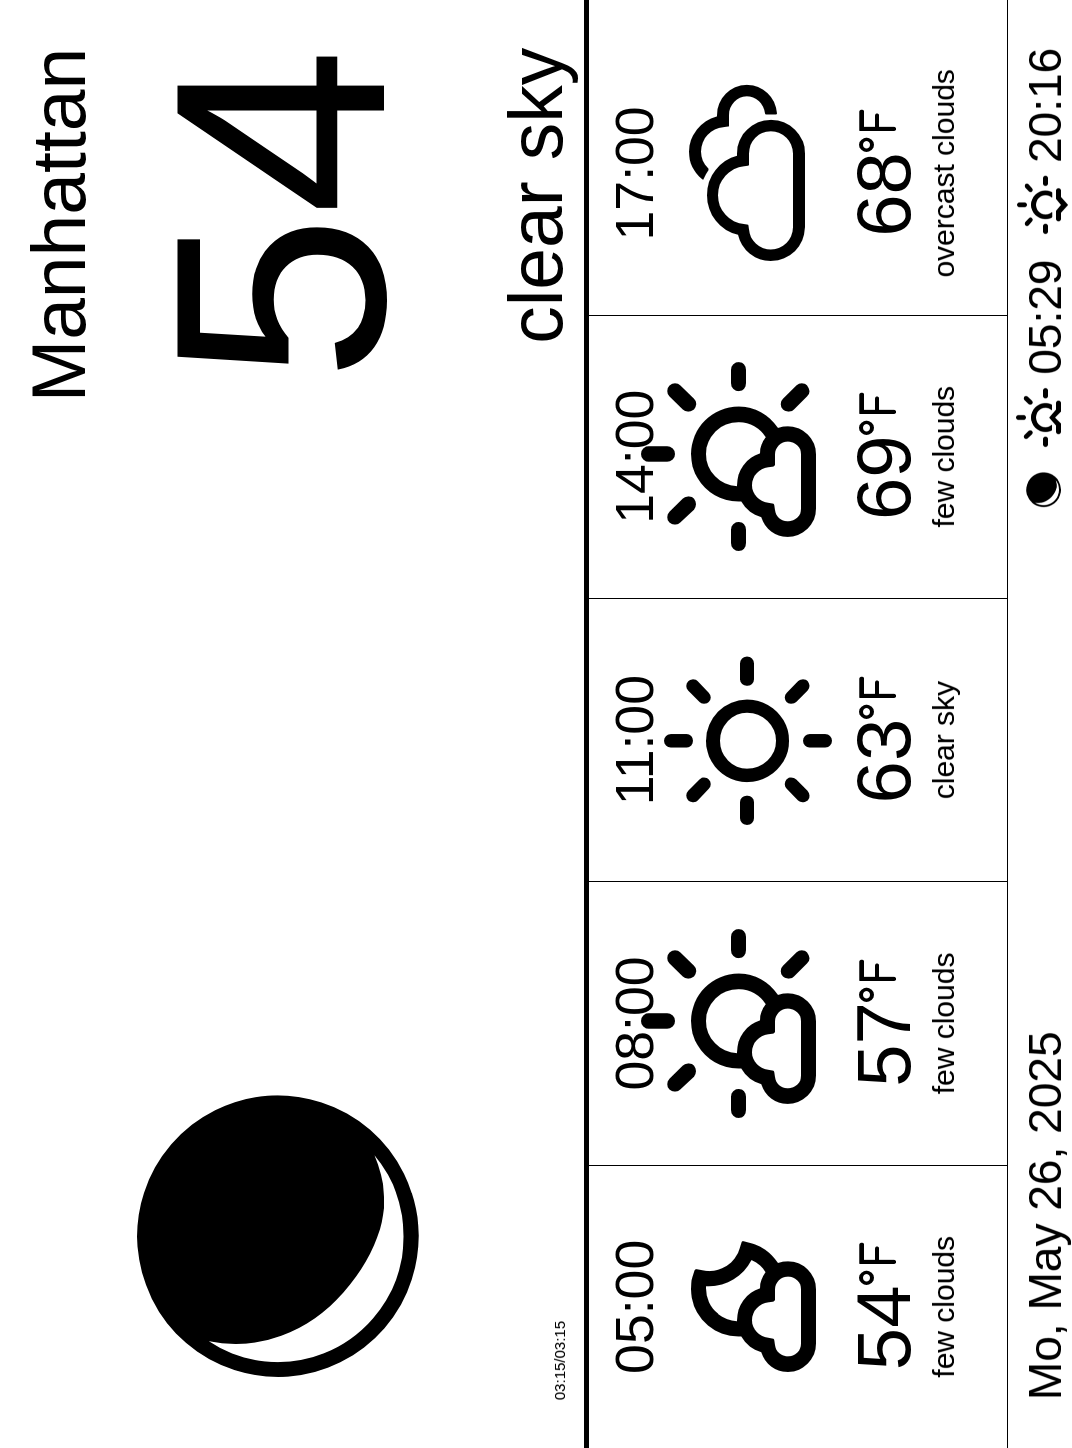 Manhattan
54
clear sky
03:15/03:15
05:00
54°F
few clouds
08:00
57°F
few clouds
11:00
63°F
clear sky
14:00
69°F
few clouds
17:00
68°F
overcast clouds
Mo, May 26, 2025
05:29 20:16